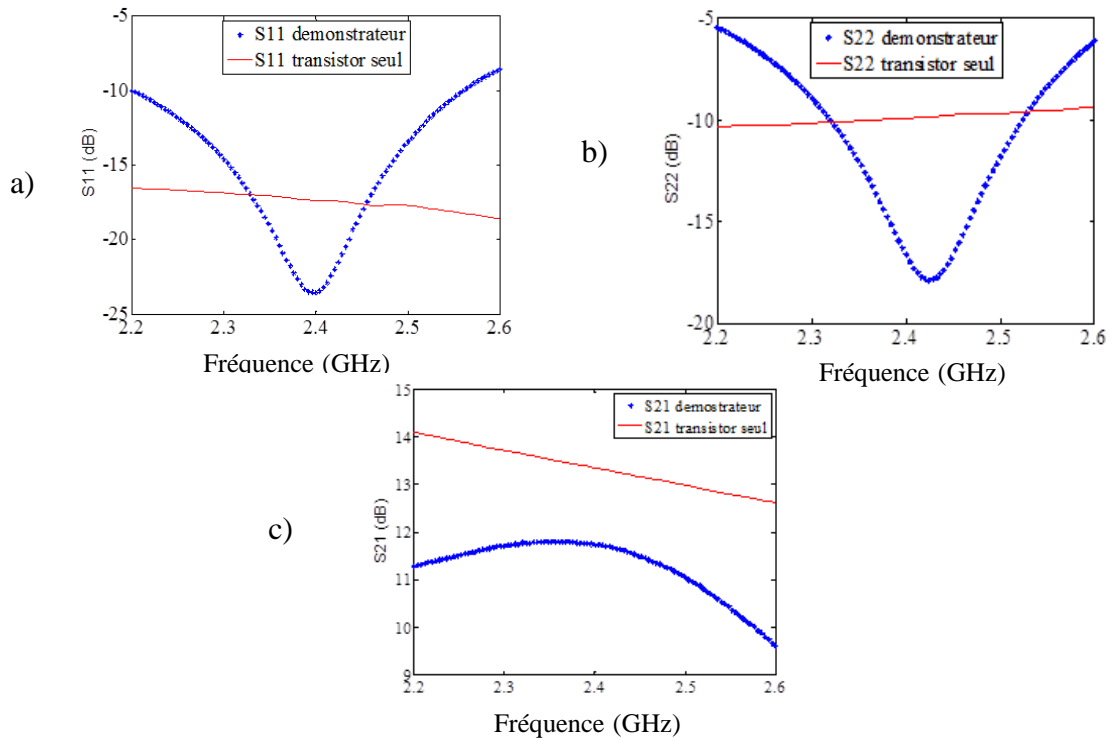 a)
S11 demonstrateur
S11 transistor seul
-5
-10
-15
-20
-25
S11 (dB)
2.2
2.3
2.4
2.5
2.6
Fréquence (GHz)
b)
S22 demonstrateur
S22 transistor seul
-5
-10
-15
-20
S22 (dB)
2.2
2.3
2.4
2.5
2.6
Fréquence (GHz)
c)
S21 demostrateur
S21 transistor seul
15
14
13
12
11
10
9
S21 (dB)
2.2
2.3
2.4
2.5
2.6
Fréquence (GHz)